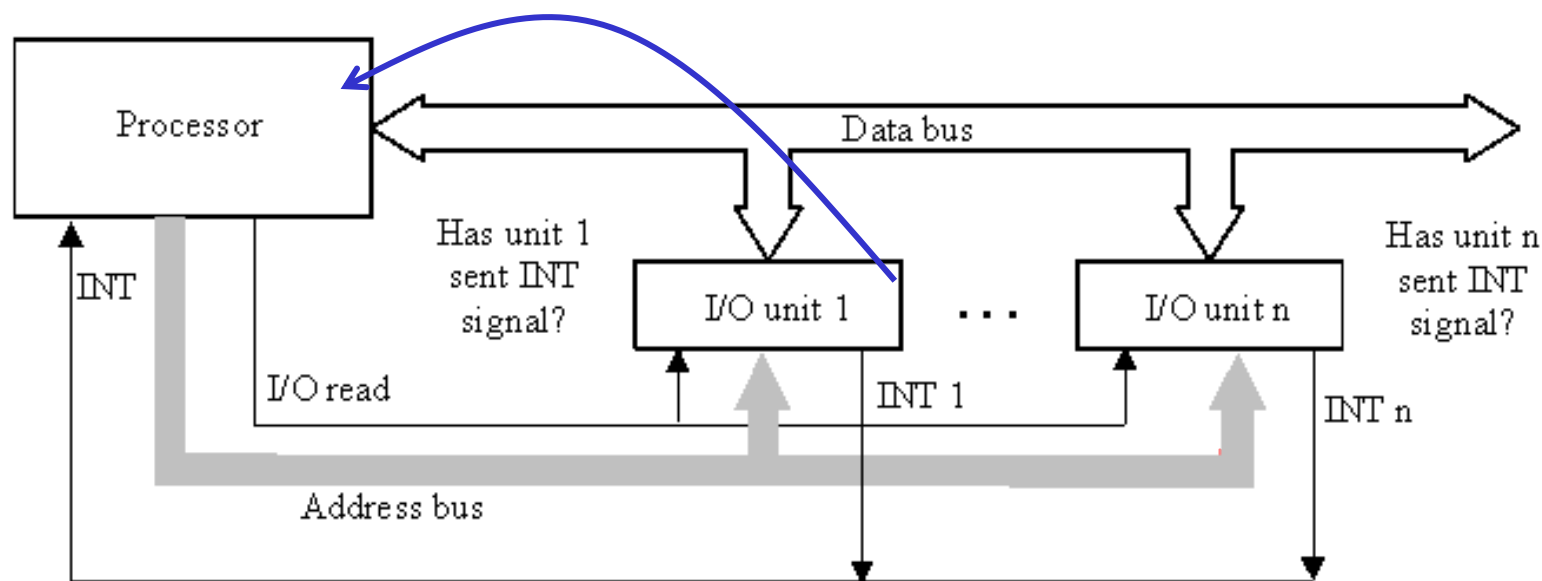 Processor
Data bus
Has unit 1
sent INT
signal?
Has unit n
sent INT
signal?
INT
I/O unit 1
...
I/O unit n
I/O read
INT 1
INT n
Address bus